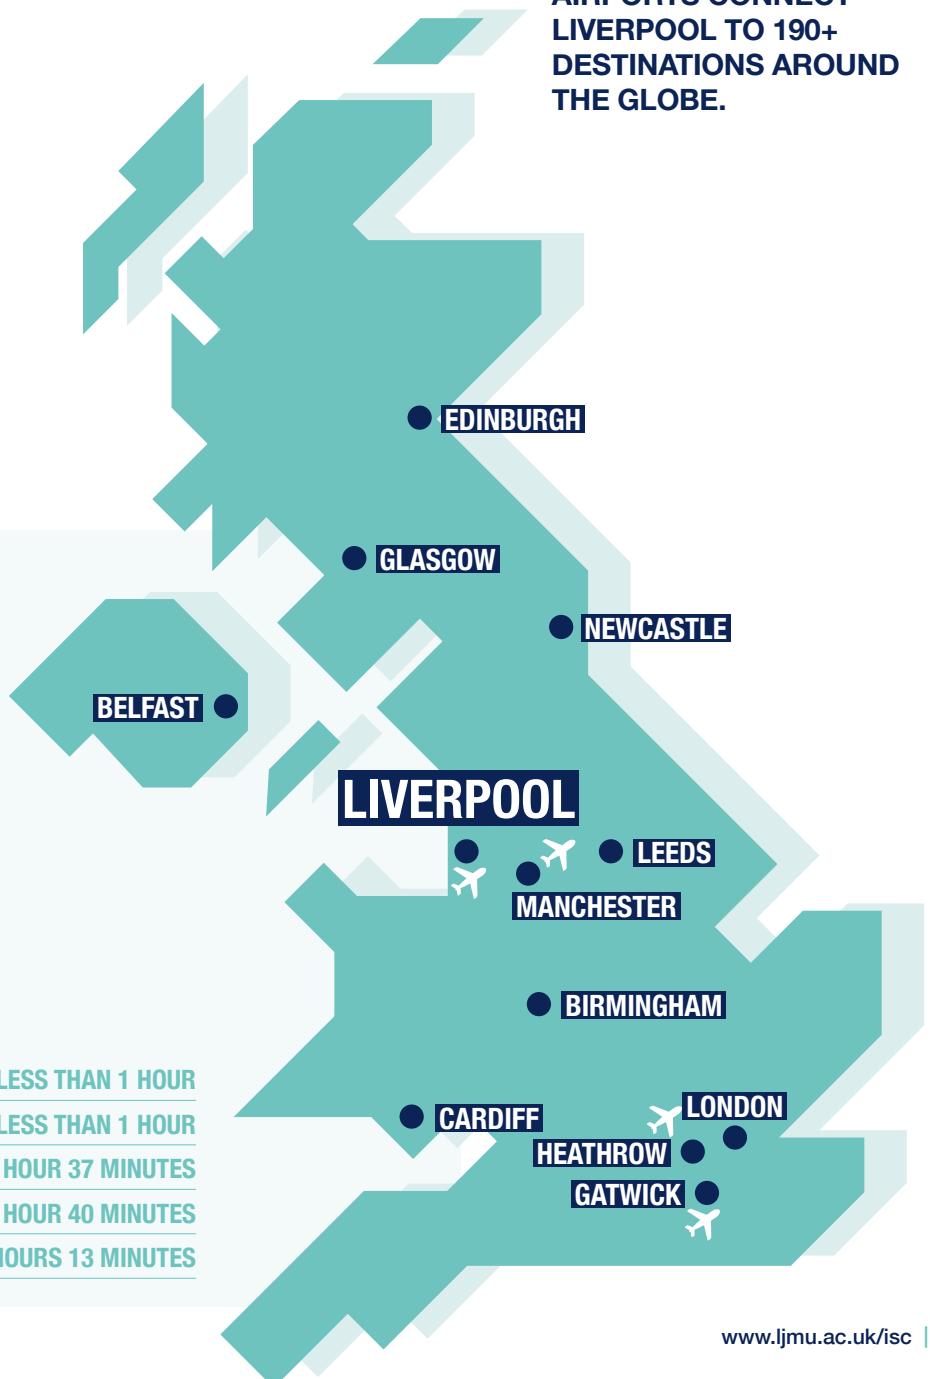 AIRPORTS CONNECT
LIVERPOOL TO 190+
DESTINATIONS AROUND
THE GLOBE.
EDINBURGH
GLASGOW
NEWCASTLE
BELFAST
LIVERPOOL
LEEDS
MANCHESTER
BIRMINGHAM
LESS THAN 1 HOUR
LESS THAN 1 HOUR
HOUR 37 MINUTES
HOUR 40 MINUTES
HOURS 13 MINUTES
LONDON
CARDIFF
HEATHROW
GATWICK
www.ljmu.ac.uk/isc |